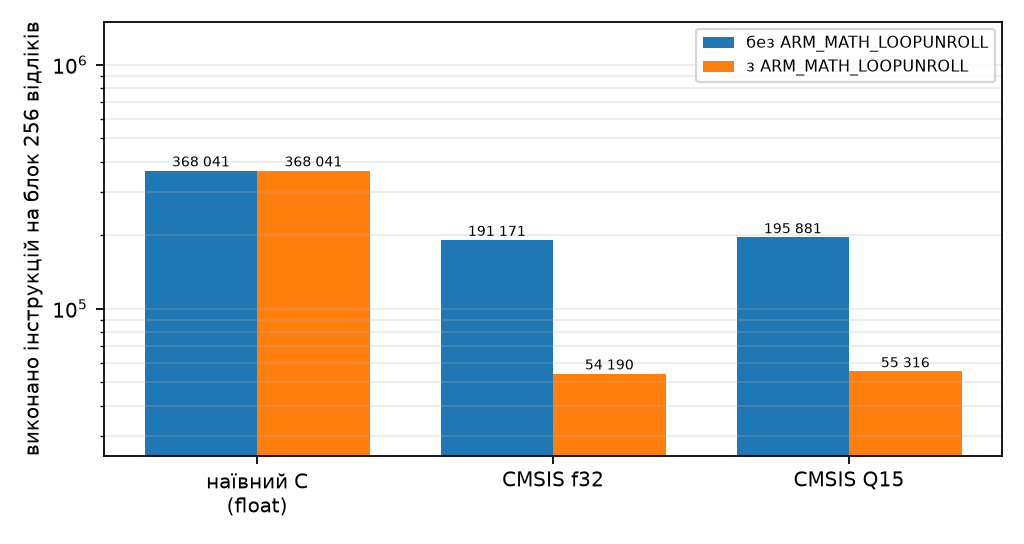 виконано інструкцій на блок 256 відліків
10⁶
10⁵
без ARM_MATH_LOOPUNROLL
з ARM_MATH_LOOPUNROLL
368 041
368 041
191 171
54 190
195 881
55 316
наївний C
(float)
CMSIS f32
CMSIS Q15